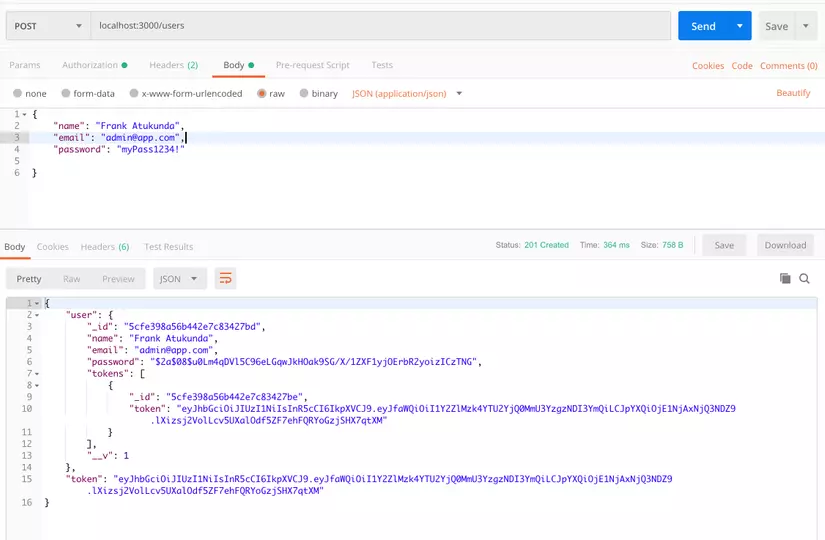 POST localhost:3000/users Send Save
Params Authorization Headers (2) Body Pre-request Script Tests Cookies Code Comments (0)
none form-data x-www-form-urlencoded raw binary JSON (application/json) Beautify
1 {
2 "name": "Frank Atukunda",
3 "email": "admin@app.com",
4 "password": "myPass1234!"
5
6 }
Body Cookies Headers (6) Test Results Status: 201 Created Time: 364 ms Size: 758 B Save Download
Pretty Raw Preview JSON
1 {
2 "user": {
3 "_id": "5cfe398a56b442e7c83427bd",
4 "name": "Frank Atukunda",
5 "email": "admin@app.com",
6 "password": "$2a$08$u0Lm4qDVl5C96eLGqwJkHOak9SG/X/1ZXF1yjOErbR2yoizICzTNG",
7 "tokens": [
8 {
9 "_id": "5cfe398a56b442e7c83427be",
10 "token": "eyJhbGciOiJIUzI1NiIsInR5cCI6IkpXVCJ9.eyJfaWQiOiI1Y2ZlMzk4YTU2YjQ0MmU3YzgzNDI3YmQiLCJpYXQiOjE1NjAxNjQ3NDZ9
.lXizsj2VolLcv5UXalOdf5ZF7ehFQRYoGzjSHX7qtXM"
11 }
12 ],
13 "__v": 1
14 },
15 "token": "eyJhbGciOiJIUzI1NiIsInR5cCI6IkpXVCJ9.eyJfaWQiOiI1Y2ZlMzk4YTU2YjQ0MmU3YzgzNDI3YmQiLCJpYXQiOjE1NjAxNjQ3NDZ9
.lXizsj2VolLcv5UXalOdf5ZF7ehFQRYoGzjSHX7qtXM"
16 }